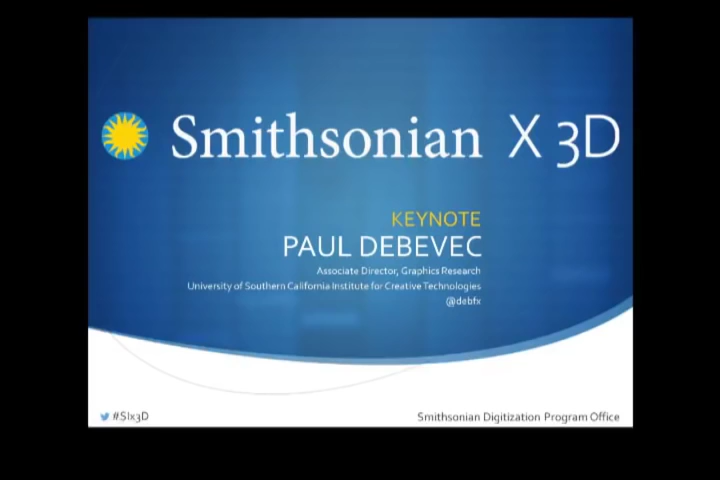 Smithsonian X 3D
KEYNOTE
PAUL DEBEVEC
Associate Director, Graphics Research
University of Southern California Institute for Creative Technologies
@debfx
#SIx3D
Smithsonian Digitization Program Office